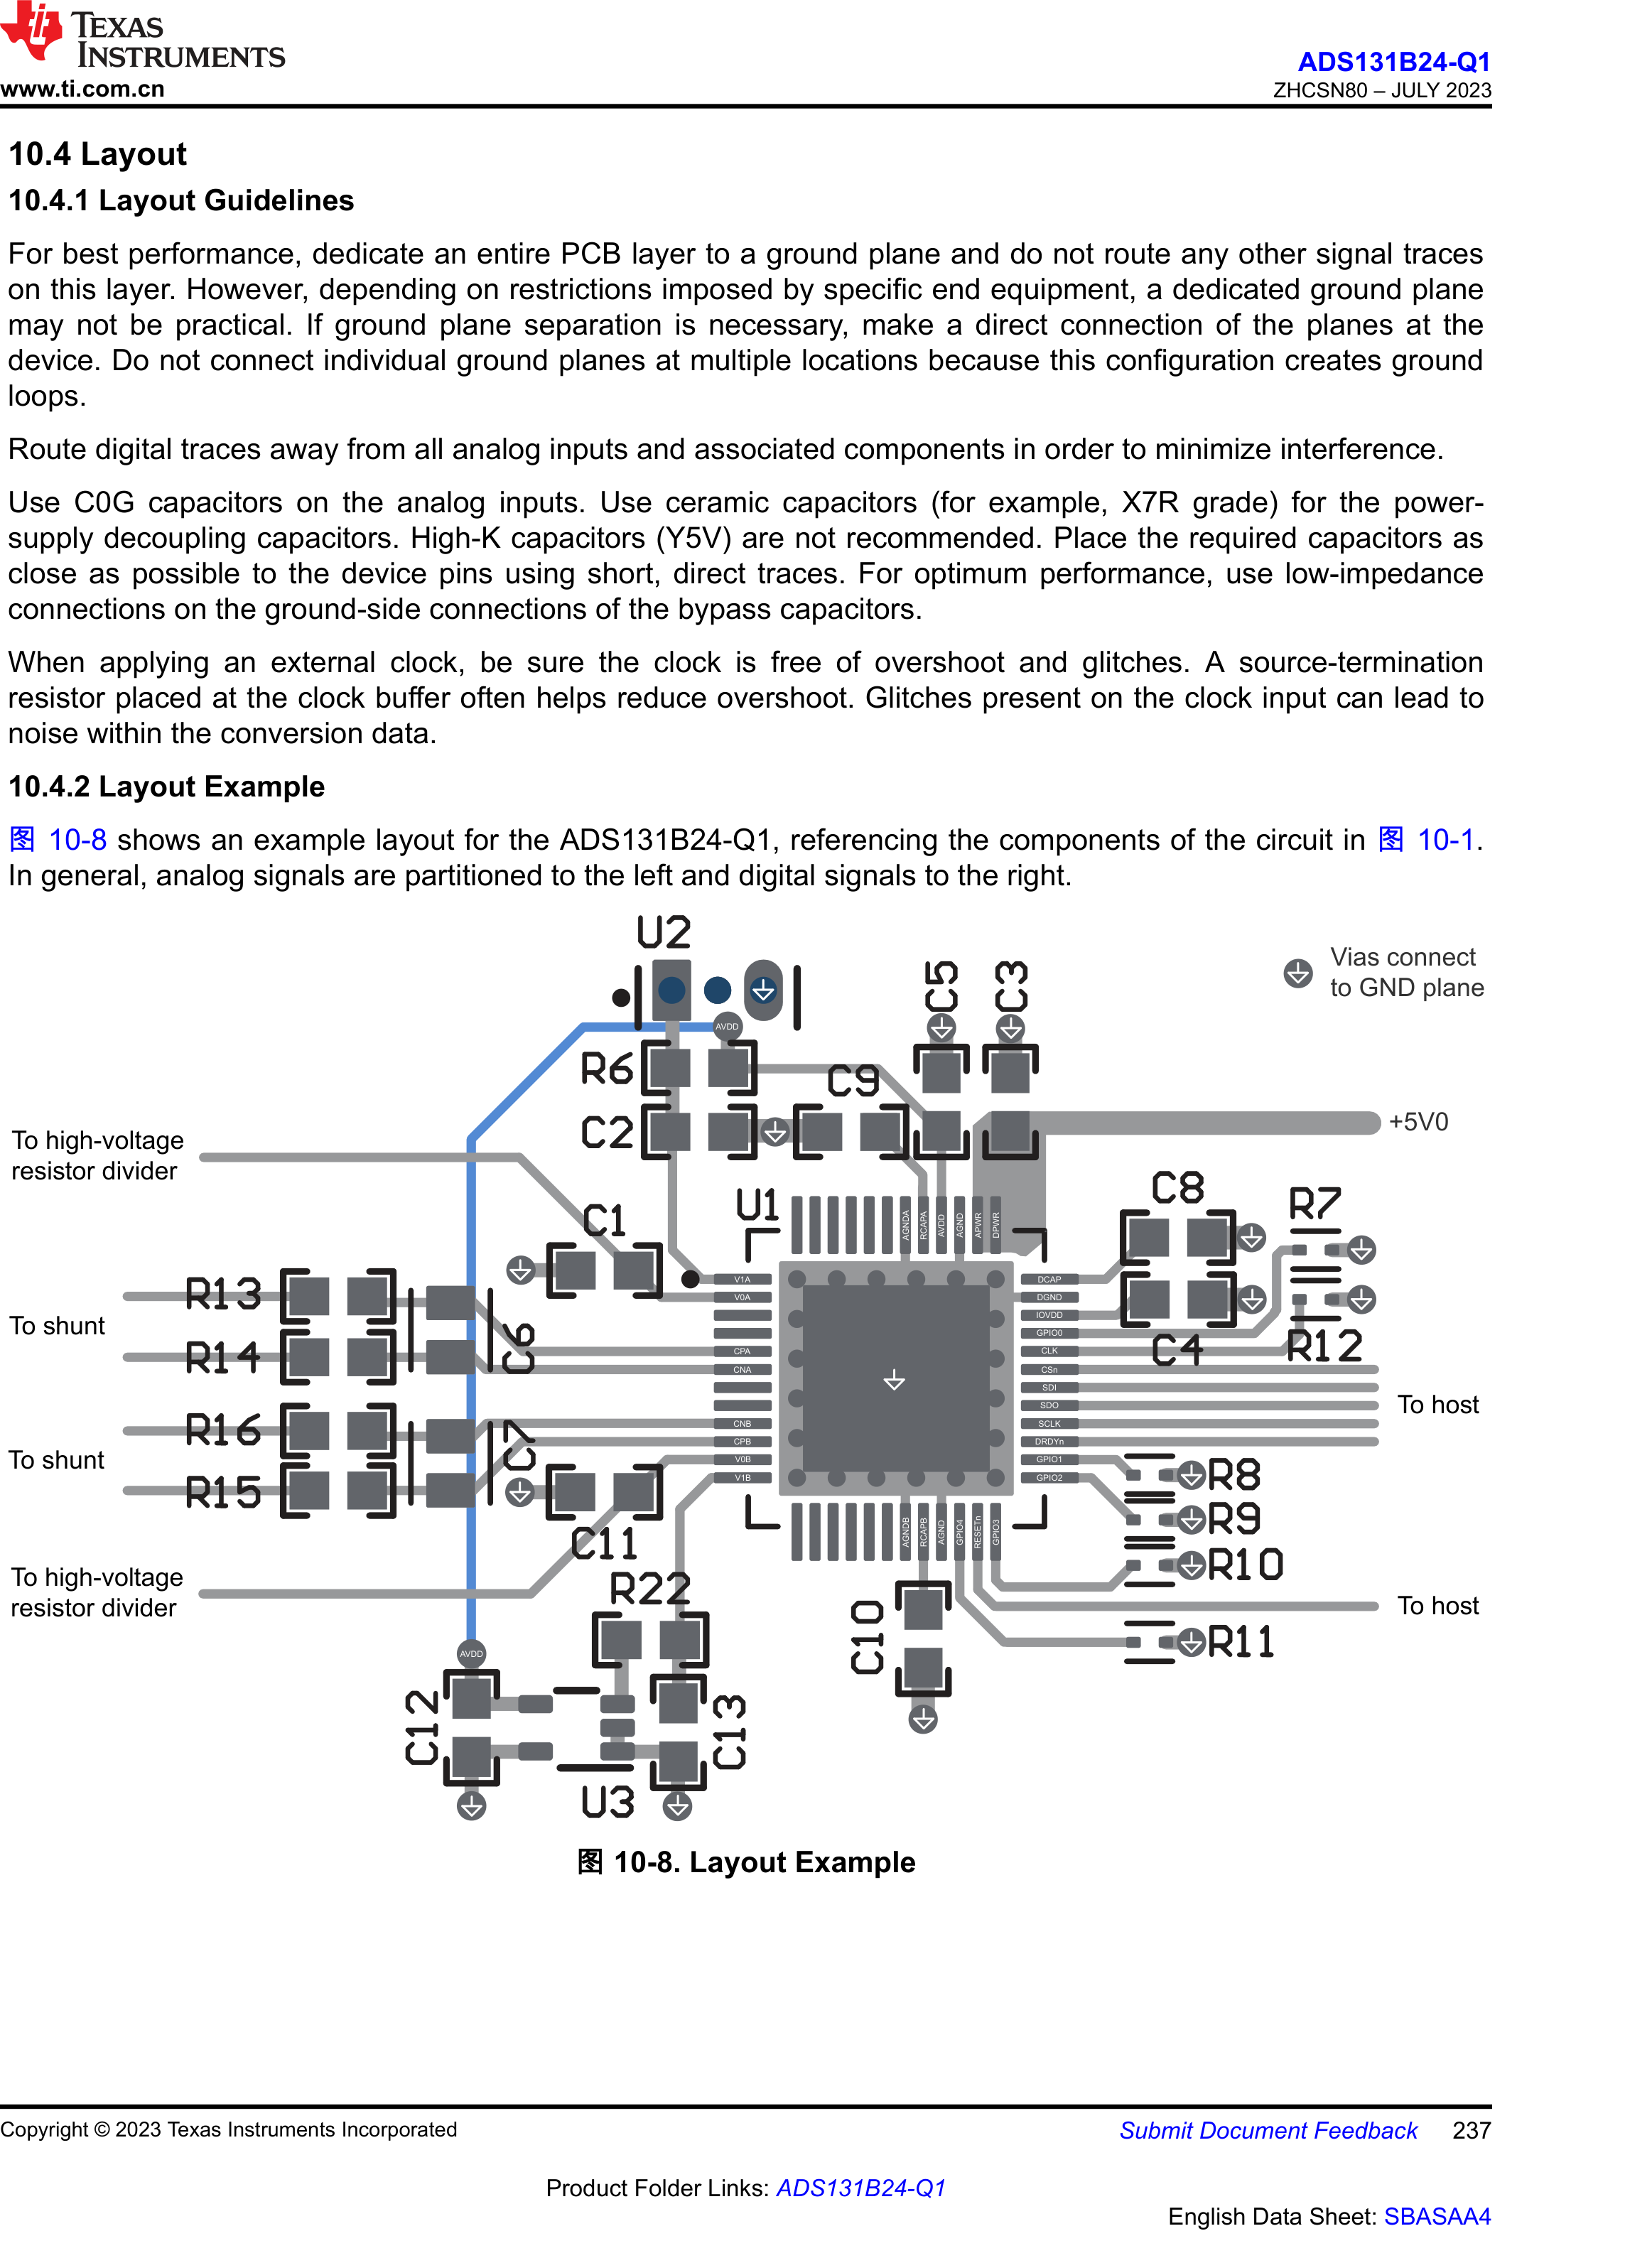 TEXAS
INSTRUMENTS
www.ti.com.cn
ADS131B24-Q1
ZHCSN80 – JULY 2023
10.4 Layout
10.4.1 Layout Guidelines
For best performance, dedicate an entire PCB layer to a ground plane and do not route any other signal traces
on this layer. However, depending on restrictions imposed by specific end equipment, a dedicated ground plane
may not be practical. If ground plane separation is necessary, make a direct connection of the planes at the
device. Do not connect individual ground planes at multiple locations because this configuration creates ground
loops.
Route digital traces away from all analog inputs and associated components in order to minimize interference.
Use C0G capacitors on the analog inputs. Use ceramic capacitors (for example, X7R grade) for the power-
supply decoupling capacitors. High-K capacitors (Y5V) are not recommended. Place the required capacitors as
close as possible to the device pins using short, direct traces. For optimum performance, use low-impedance
connections on the ground-side connections of the bypass capacitors.
When applying an external clock, be sure the clock is free of overshoot and glitches. A source-termination
resistor placed at the clock buffer often helps reduce overshoot. Glitches present on the clock input can lead to
noise within the conversion data.
10.4.2 Layout Example
图 10-8 shows an example layout for the ADS131B24-Q1, referencing the components of the circuit in 图 10-1.
In general, analog signals are partitioned to the left and digital signals to the right.
U2
C5
C3
Vias connect
to GND plane
AVDD
R6
C9
C2
+5V0
To high-voltage
resistor divider
C1
U1
AGNDA
RCAPA
AVDD
AGND
APWR
DPWR
C8
R7
R13
To shunt
R14
C6
V1A
V0A
CPA
CNA
CNB
CPB
V0B
V1B
DCAP
DGND
IOVDD
GPIO0
CLK
CSn
SDI
SDO
SCLK
DRDYn
GPIO1
GPIO2
C4
R12
To host
R16
To shunt
R15
C7
C11
R8
R9
R10
AGNDB
RCAPB
AGND
GPIO4
RESETn
GPIO3
To high-voltage
resistor divider
R22
C10
To host
R11
AVDD
C12
C13
U3
图 10-8. Layout Example
Copyright © 2023 Texas Instruments Incorporated
Submit Document Feedback 237
Product Folder Links: ADS131B24-Q1
English Data Sheet: SBASAA4